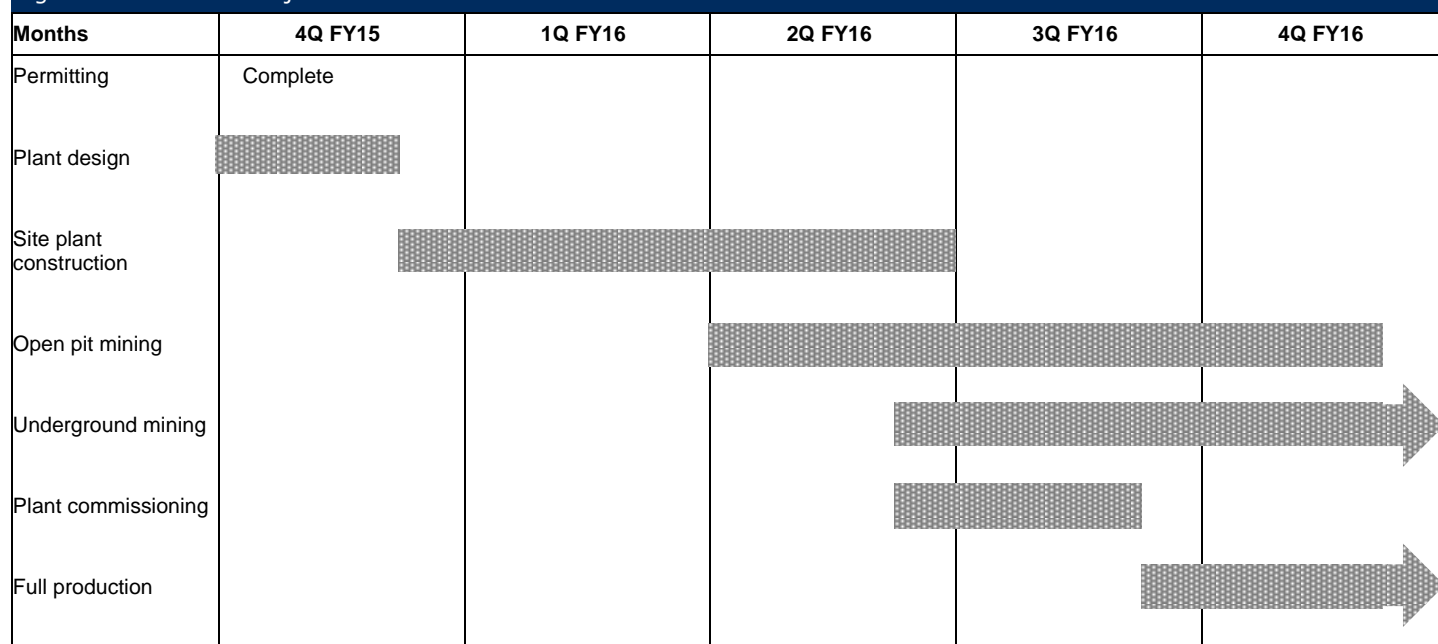 Months 4Q FY15 1Q FY16 2Q FY16 3Q FY16 4Q FY16
Permitting Complete
Plant design
Site plant
construction
Open pit mining
Underground mining
Plant commissioning
Full production